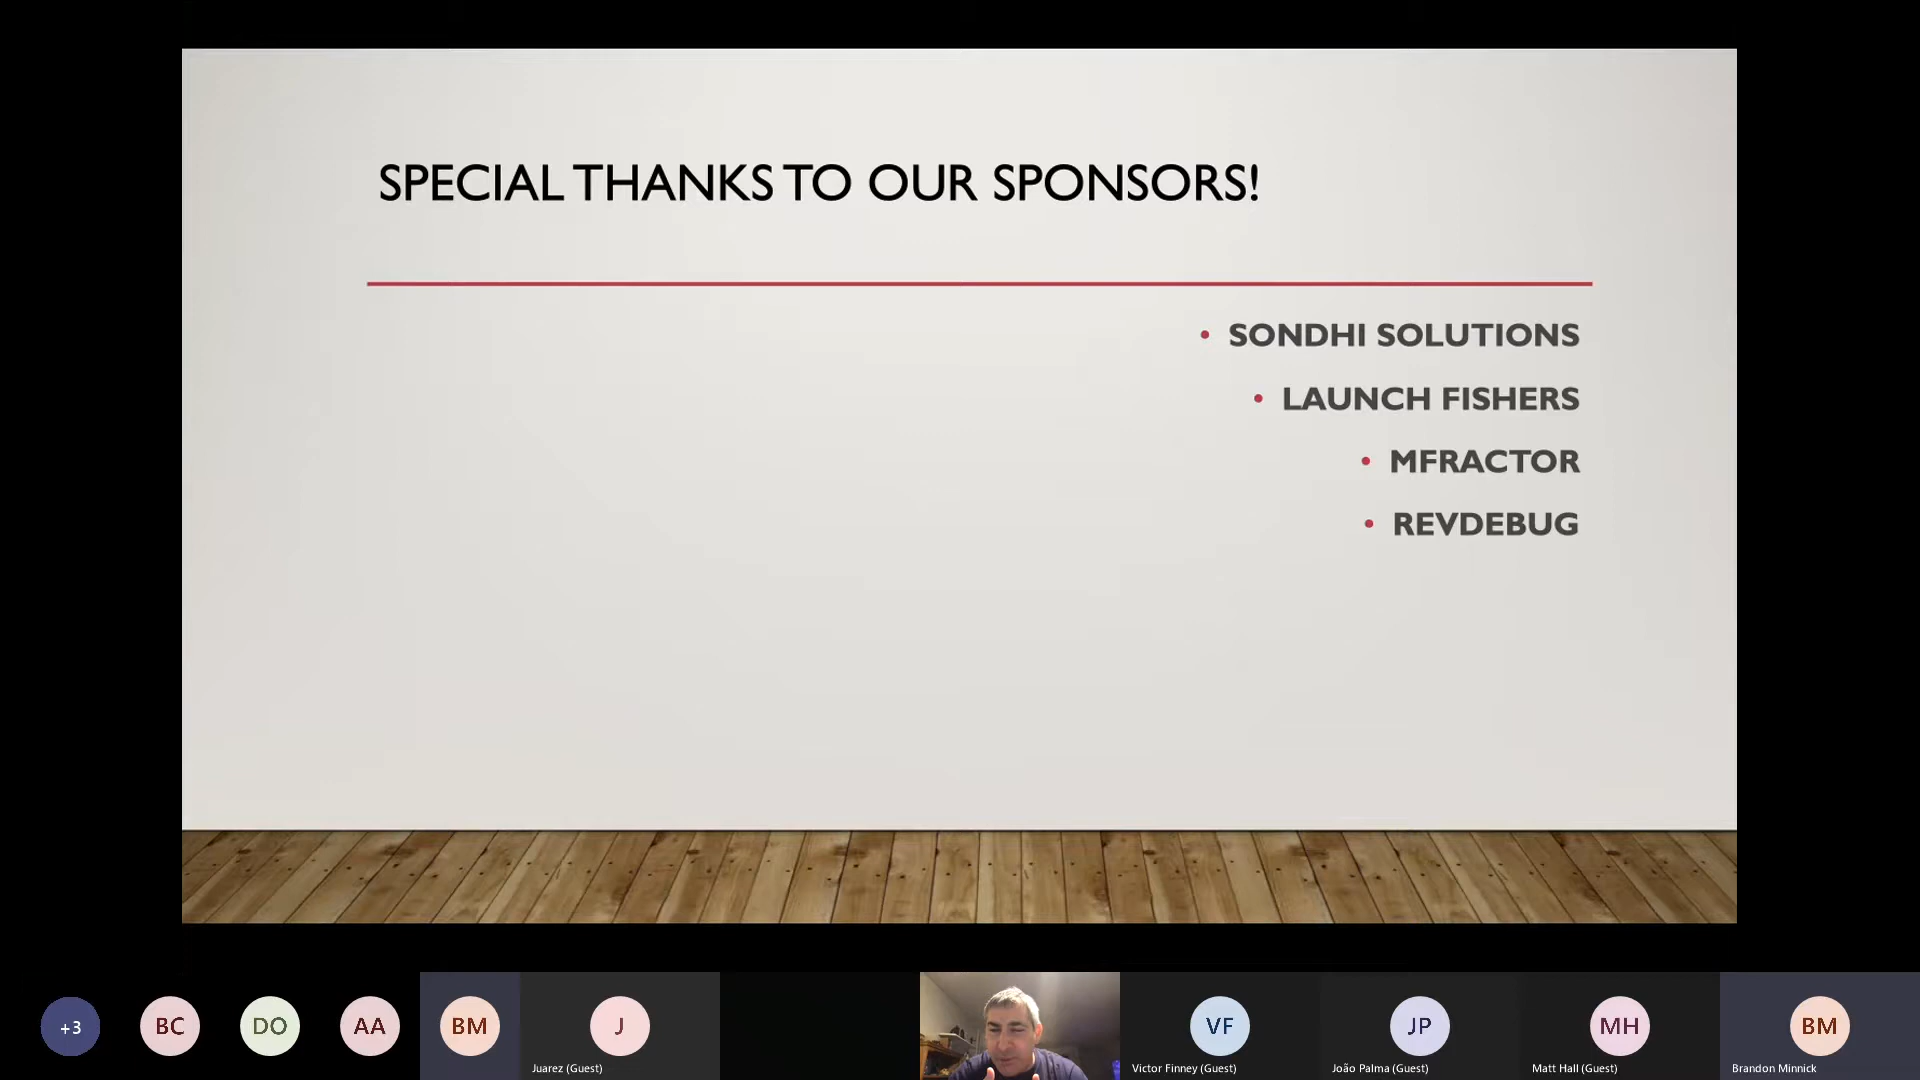 SPECIAL THANKS TO OUR SPONSORS!
• SONDHI SOLUTIONS
• LAUNCH FISHERS
• MFRACTOR
• REVDEBUG
+3
BC
DO
AA
BM
J
Juarez (Guest)
VF
Victor Finney (Guest)
JP
João Palma (Guest)
MH
Matt Hall (Guest)
BM
Brandon Minnick